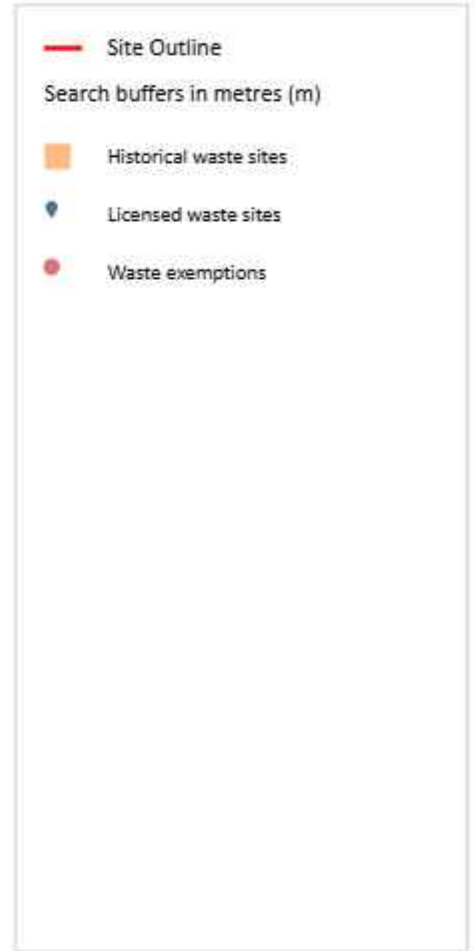 Site Outline
Search buffers in metres (m)
Historical waste sites
Licensed waste sites
Waste exemptions